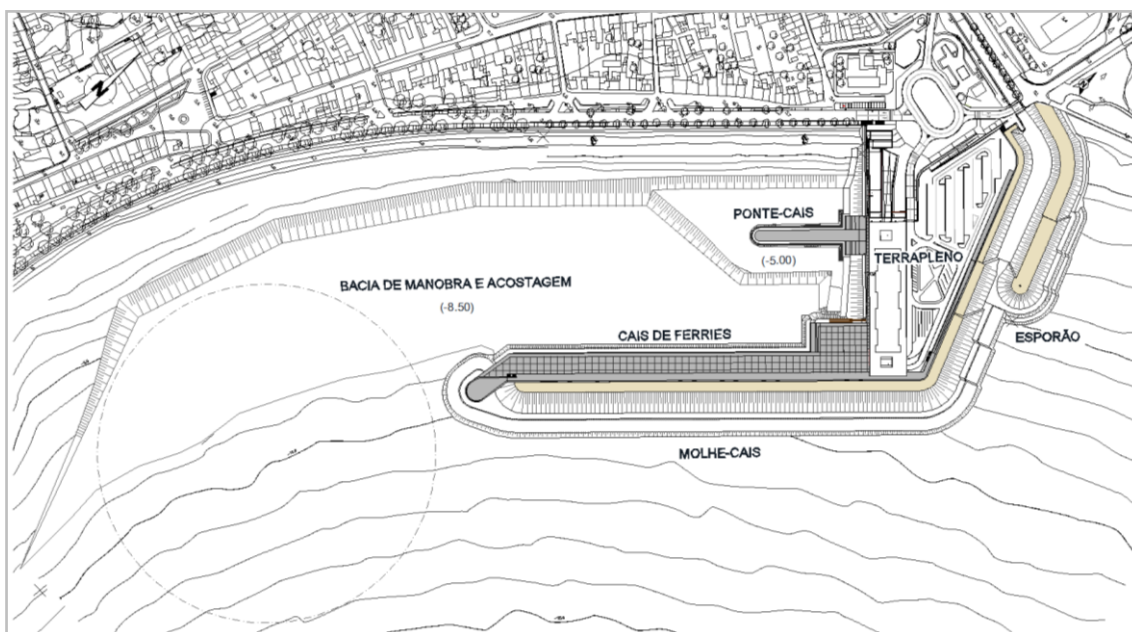 N
PONTE-CAIS
(-5.00)
TERRAPLENO
BACIA DE MANOBRA E ACOSTAGEM
(-8.50)
CAIS DE FERRIES
ESPORÃO
MOLHE-CAIS